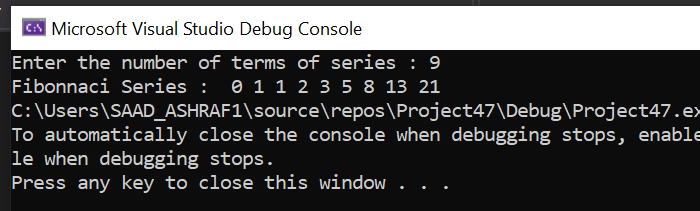 Microsoft Visual Studio Debug Console
Enter the number of terms of series : 9
Fibonnaci Series :  0 1 1 2 3 5 8 13 21
C:\Users\SAAD_ASHRAF1\source\repos\Project47\Debug\Project47.ex
To automatically close the console when debugging stops, enable
le when debugging stops.
Press any key to close this window . . .